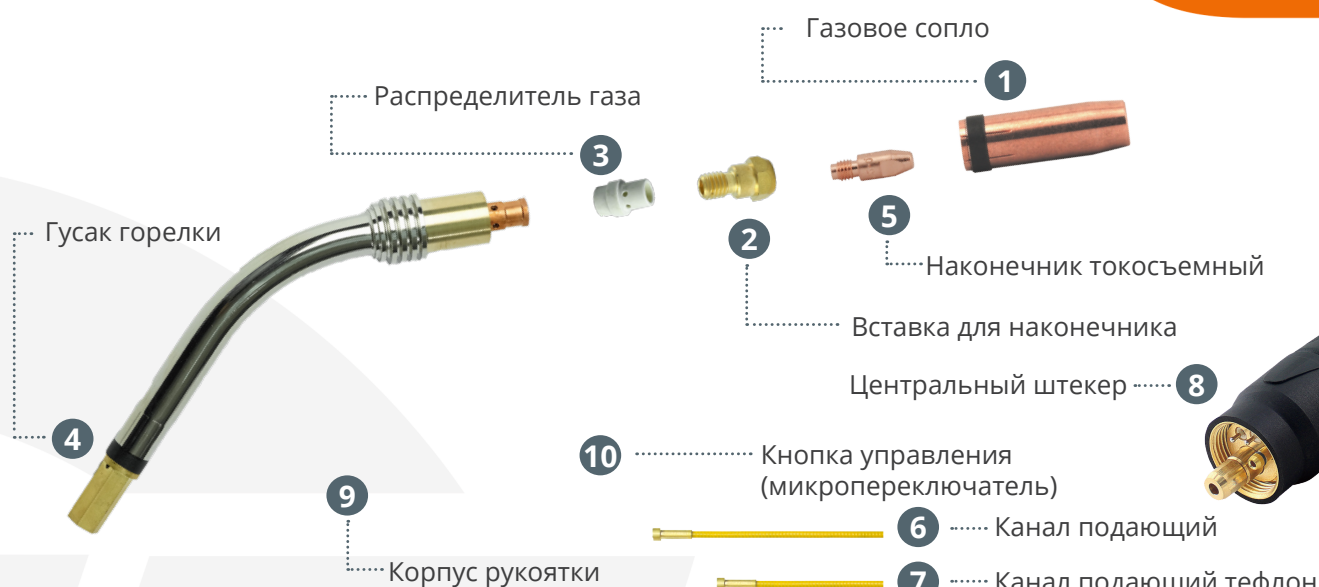 Газовое сопло
1
Распределитель газа
3
Гусак горелки
2
5
Наконечник токосъемный
Вставка для наконечника
Центральный штекер 8
4
10 Кнопка управления
(микропереключатель)
9
6 Канал подающий
Корпус рукоятки
7 Канал подающий тефлон